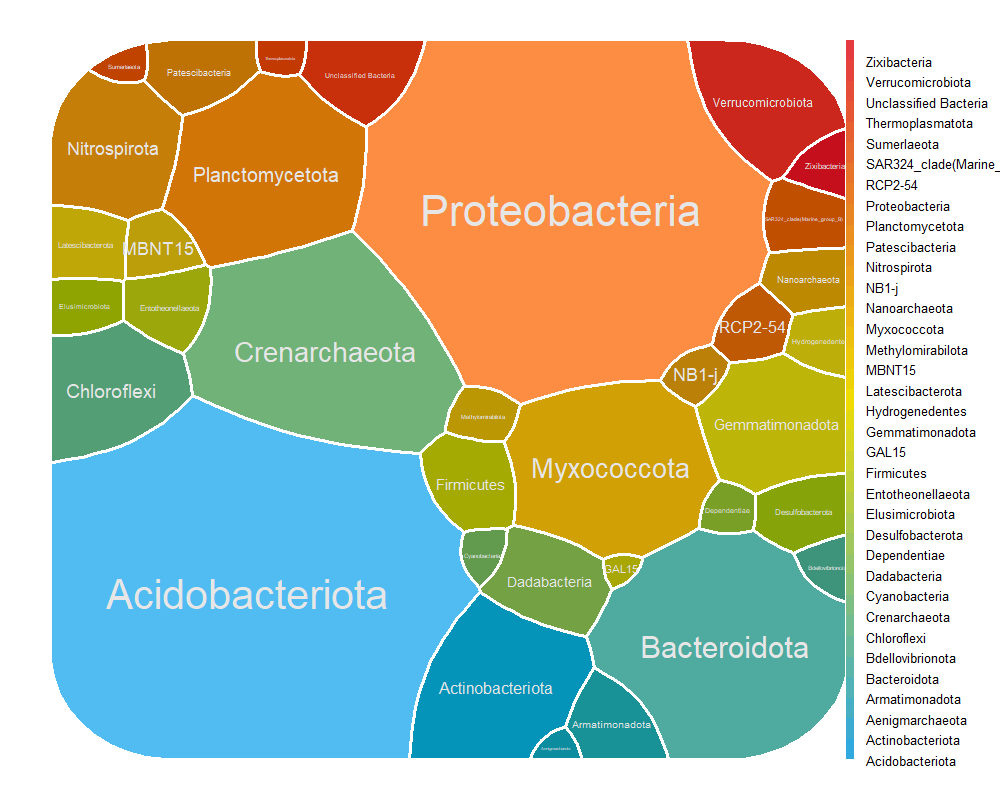 Sumerlaeota
Patescibacteria
Thermoplasmatota
Unclassified Bacteria
Verrucomicrobiota
Nitrospirota
Planctomycetota
Zixibacteria
Proteobacteria
SAR324_clade(Marine_group_B)
Latescibacterota
MBNT15
Nanoarchaeota
Elusimicrobiota
Entotheonellaeota
RCP2-54
Hydrogenedentes
Crenarchaeota
NB1-j
Chloroflexi
Methylomirabilota
Gemmatimonadota
Myxococcota
Firmicutes
Dependentiae
Desulfobacterota
Cyanobacteria
GAL15
Bdellovibrionota
Dadabacteria
Acidobacteriota
Bacteroidota
Actinobacteriota
Armatimonadota
Aenigmarchaeota
Zixibacteria
Verrucomicrobiota
Unclassified Bacteria
Thermoplasmatota
Sumerlaeota
SAR324_clade(Marine_
RCP2-54
Proteobacteria
Planctomycetota
Patescibacteria
Nitrospirota
NB1-j
Nanoarchaeota
Myxococcota
Methylomirabilota
MBNT15
Latescibacterota
Hydrogenedentes
Gemmatimonadota
GAL15
Firmicutes
Entotheonellaeota
Elusimicrobiota
Desulfobacterota
Dependentiae
Dadabacteria
Cyanobacteria
Crenarchaeota
Chloroflexi
Bdellovibrionota
Bacteroidota
Armatimonadota
Aenigmarchaeota
Actinobacteriota
Acidobacteriota